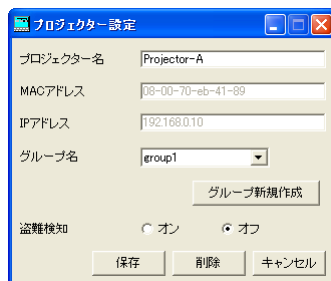 プロジェクター設定
プロジェクター名 Projector-A
MACアドレス 08-00-70-eb-41-89
IPアドレス 192.168.0.10
グループ名 group1
グループ新規作成
盗難検知 オン オフ
保存 削除 キャンセル